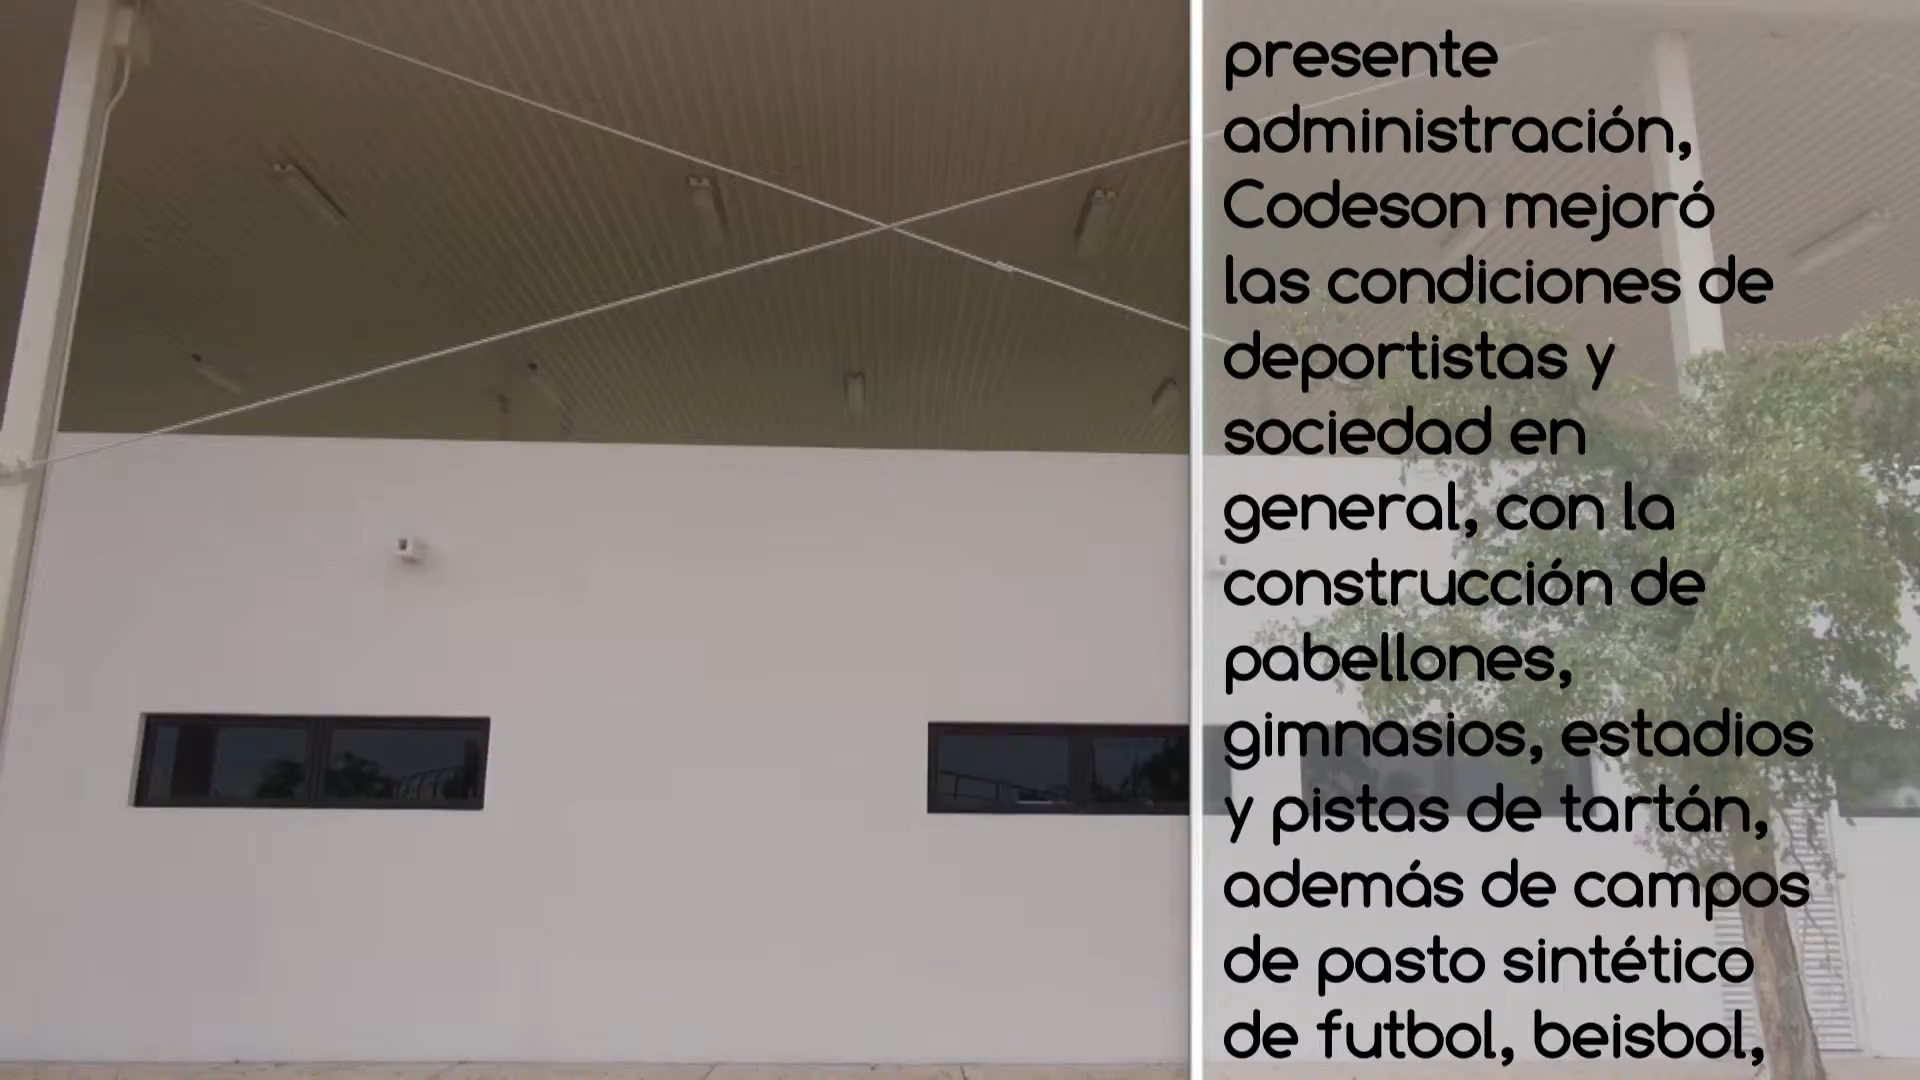 presente
administración,
Codeson mejoró
las condiciones de
deportistas y
sociedad en
general, con la
construcción de
pabellones,
gimnasios, estadios
y pistas de tartán,
además de campos
de pasto sintético
de futbol, beisbol,